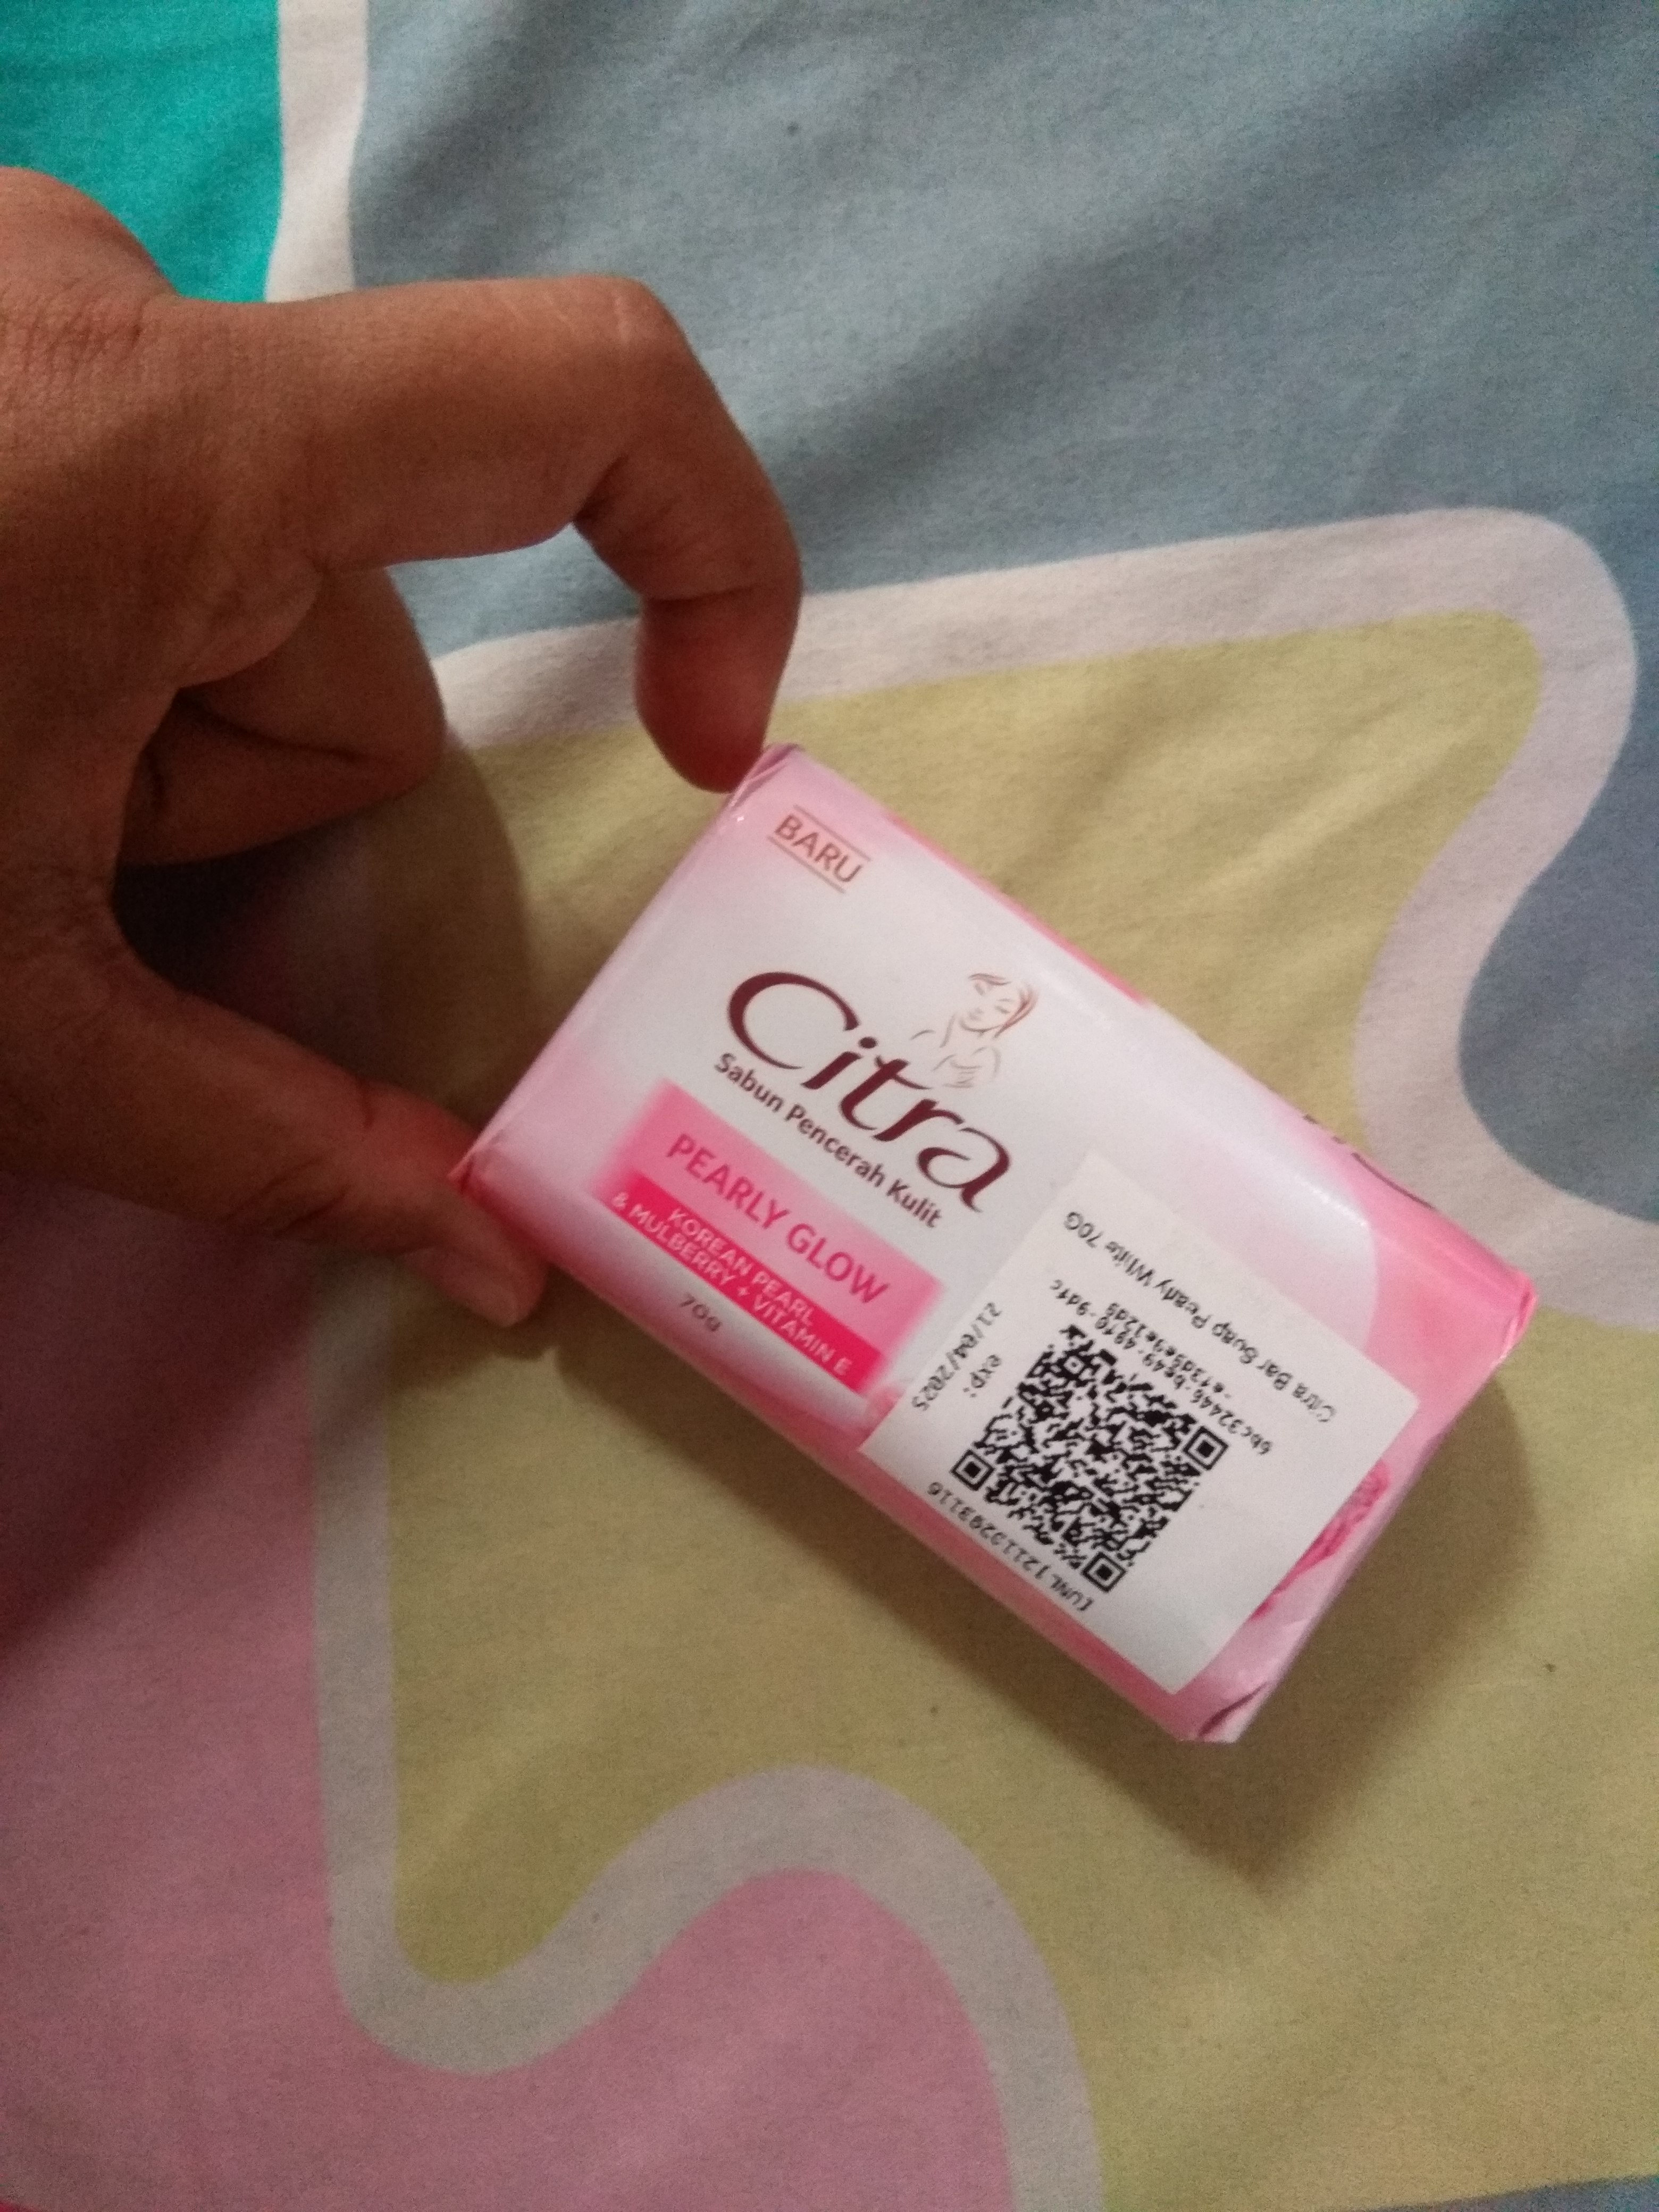 BARU
Citra
Sabun Pencerah Kulit
PEARLY GLOW
KOREAN PEARL
& MULBERRY + VITAMIN E
70g
Citra Bar Soap Pearly White 70G
exp:
21/04/2025